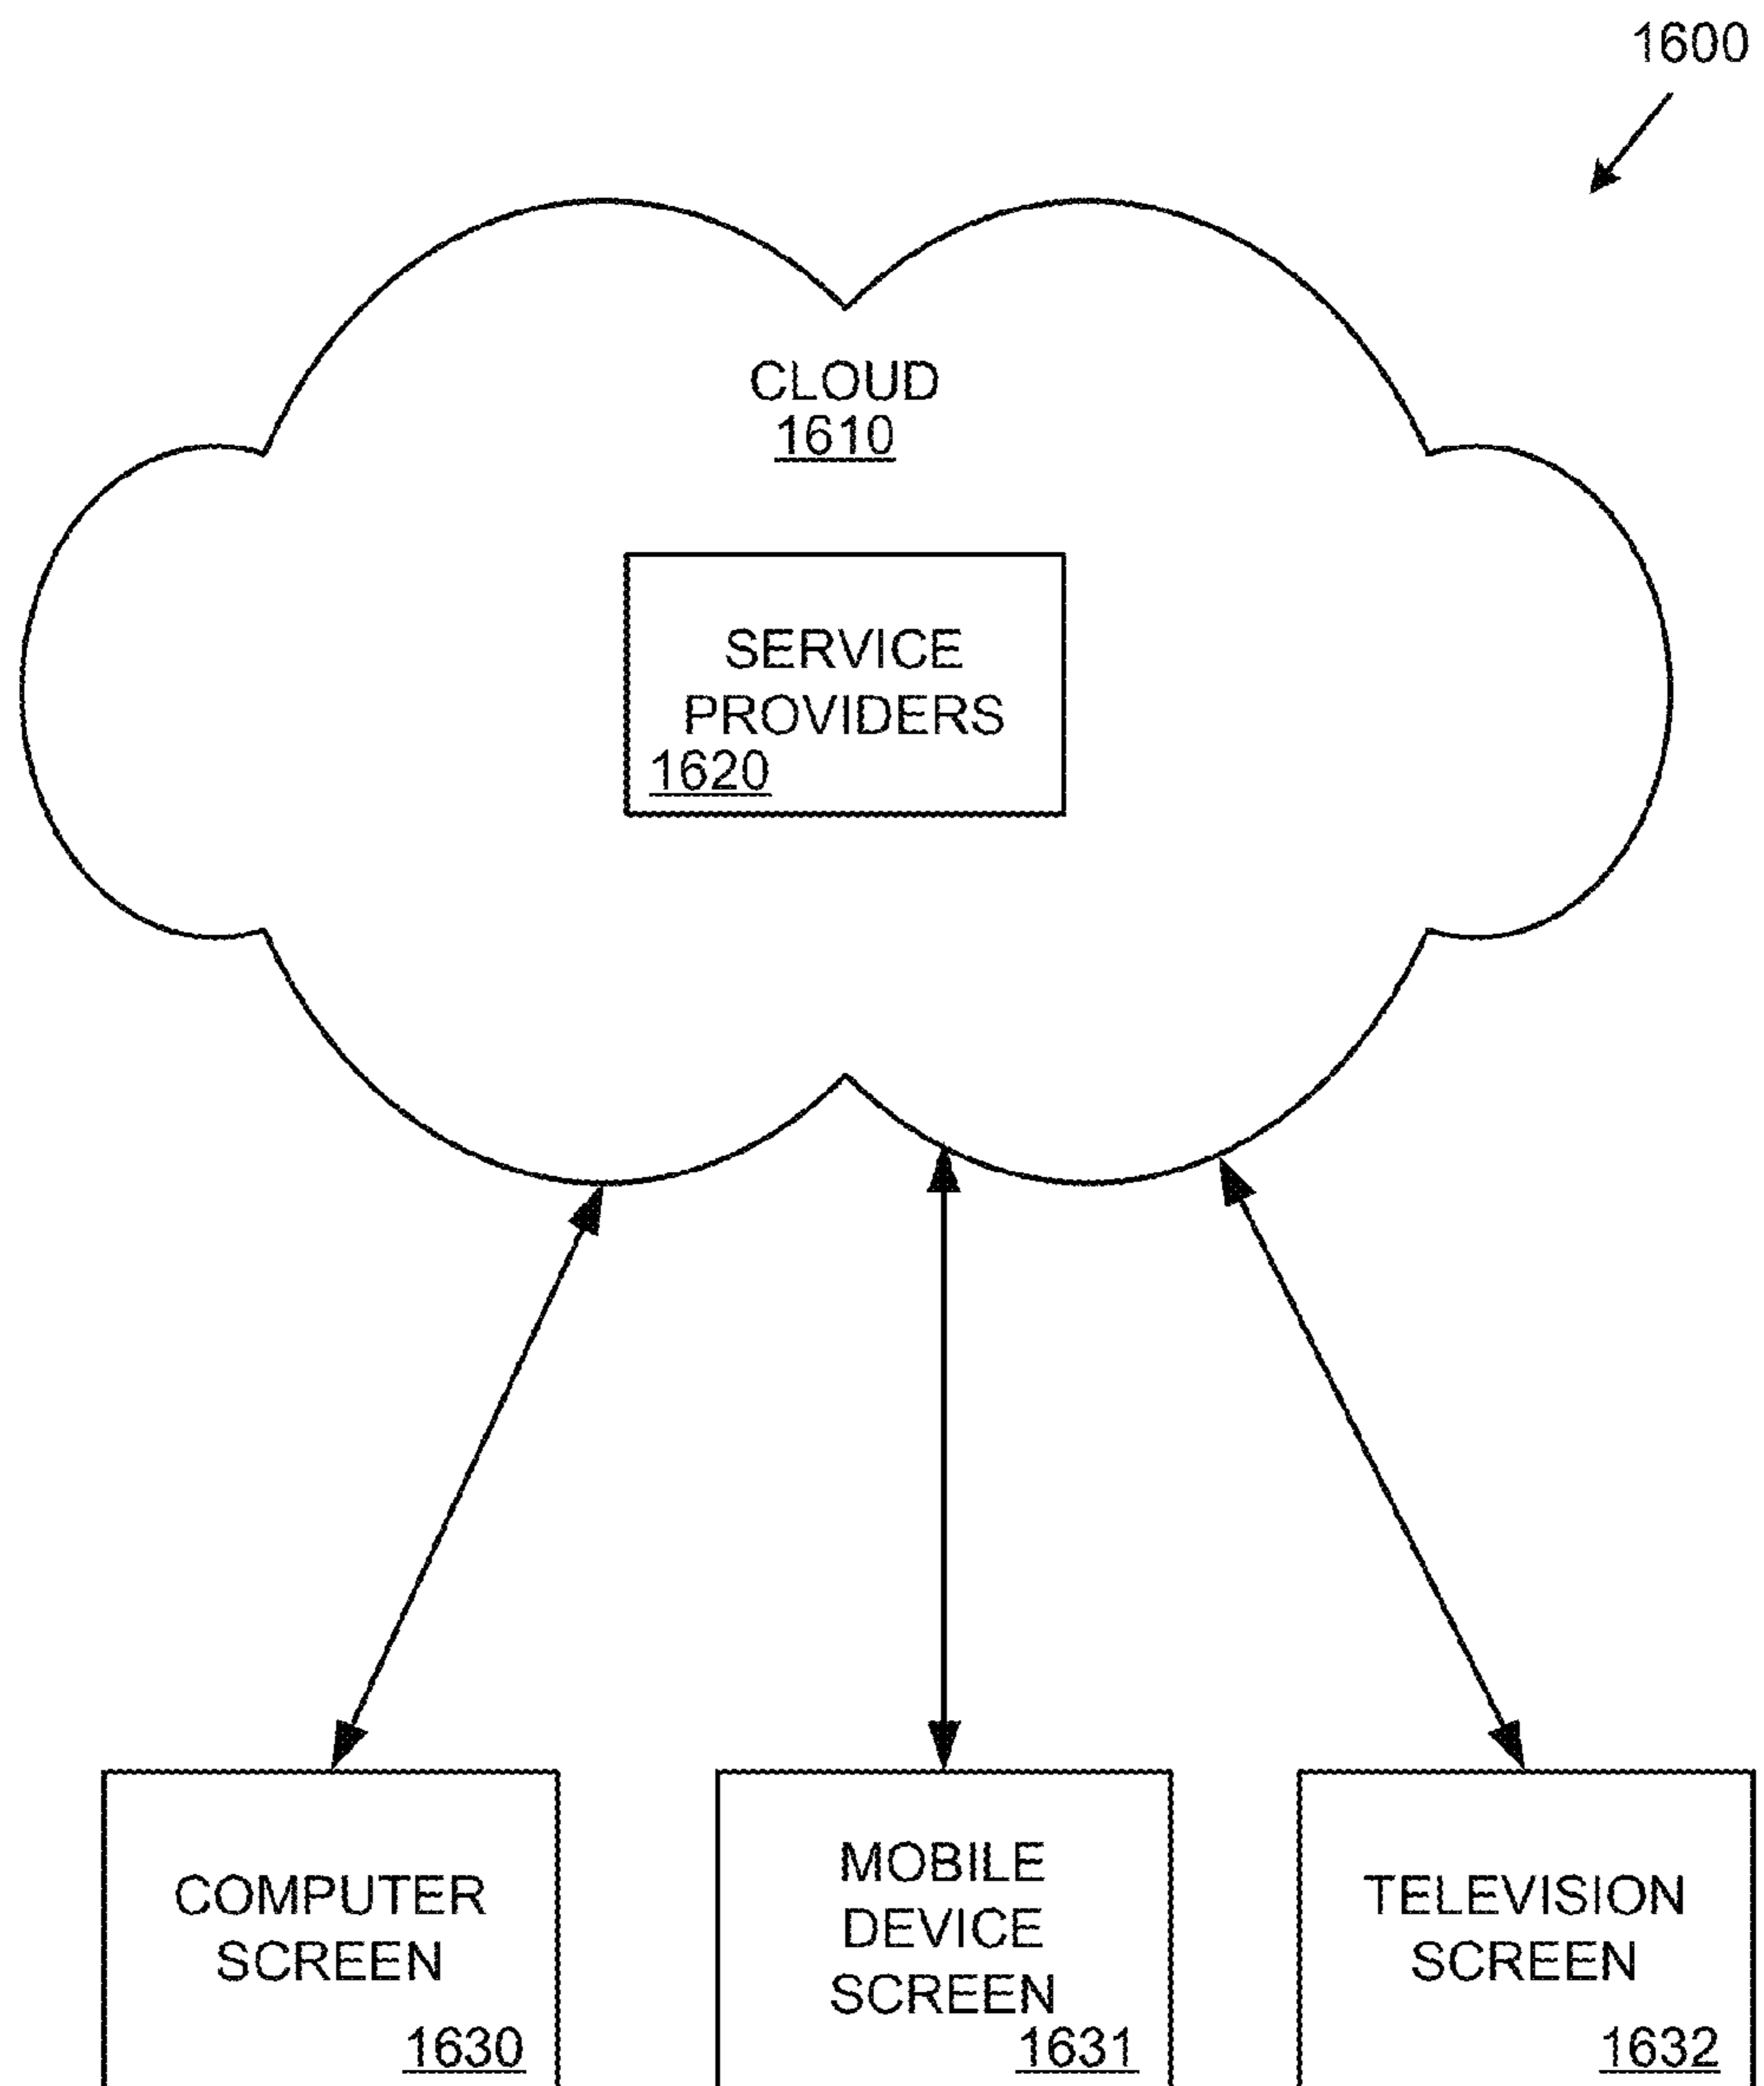 1600
CLOUD
1610
SERVICE
PROVIDERS
1620
COMPUTER
SCREEN
1630
MOBILE
DEVICE
SCREEN
1631
TELEVISION
SCREEN
1632